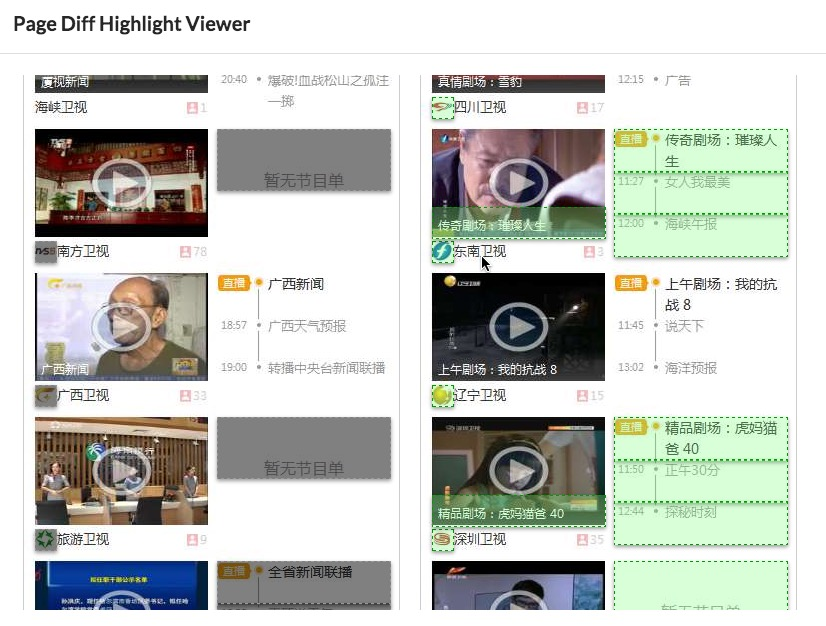 Page Diff Highlight Viewer
厦视新闻
20:40
爆破!血战松山之孤注
一掷
海峡卫视
1
暂无节目单
南方卫视
78
广西新闻
直播
广西新闻
18:57
广西天气预报
19:00
转播中央台新闻联播
广西卫视
33
暂无节目单
旅游卫视
9
直播
全省新闻联播
真情剧场：雪豹
12:15
广告
四川卫视
17
传奇剧场：璀璨人生
直播
传奇剧场：璀璨人
生
11:27
女人我最美
12:00
海峡午报
东南卫视
3
上午剧场：我的抗战 8
直播
上午剧场：我的抗
战 8
11:45
说天下
13:02
海洋预报
辽宁卫视
15
精品剧场：虎妈猫爸 40
直播
精品剧场：虎妈猫
爸 40
11:50
正午30分
12:44
探秘时刻
深圳卫视
35
暂无节目单